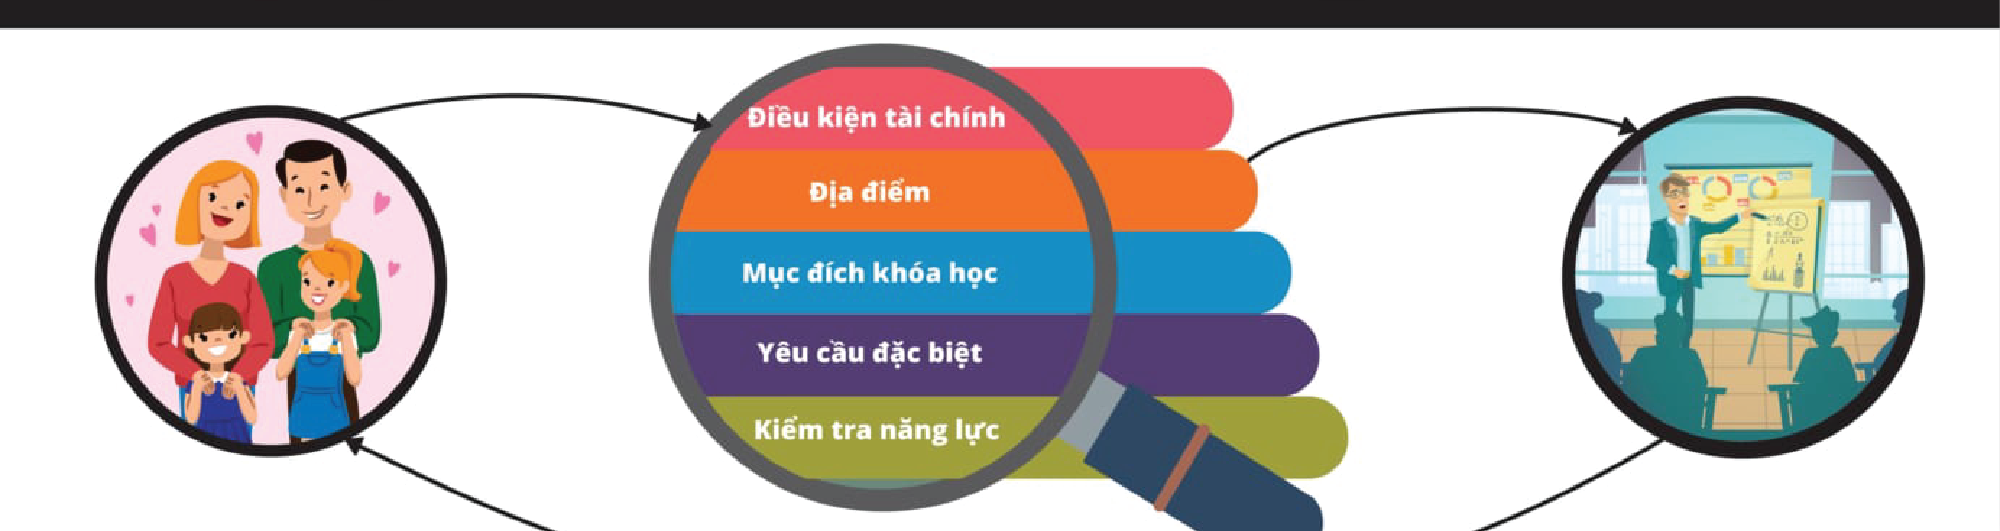 Điều kiện tài chính
Địa điểm
Mục đích khóa học
Yêu cầu đặc biệt
Kiểm tra năng lực